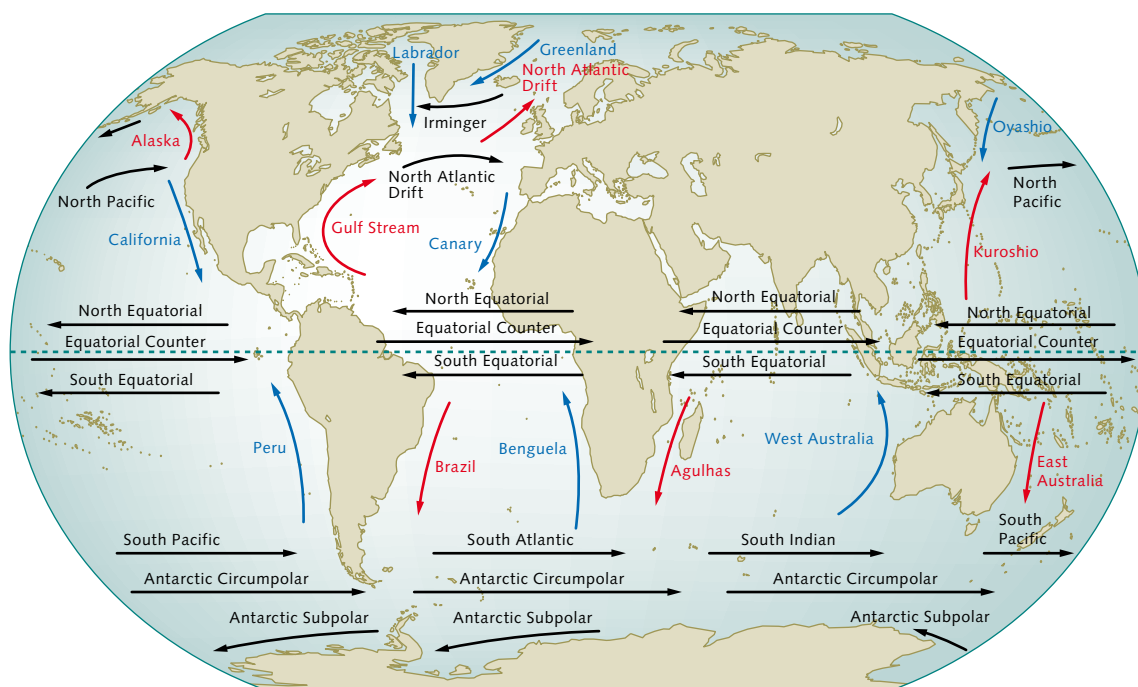 Labrador
Greenland
North Atlantic
Drift
Irminger
Alaska
Oyashio
North Pacific
North Atlantic
Drift
North
Pacific
California
Gulf Stream
Canary
Kuroshio
North Equatorial
North Equatorial
North Equatorial
North Equatorial
Equatorial Counter
Equatorial Counter
Equatorial Counter
Equatorial Counter
South Equatorial
South Equatorial
South Equatorial
South Equatorial
Peru
Brazil
Benguela
Agulhas
West Australia
East
Australia
South Pacific
South Atlantic
South Indian
South
Pacific
Antarctic Circumpolar
Antarctic Circumpolar
Antarctic Circumpolar
Antarctic Subpolar
Antarctic Subpolar
Antarctic Subpolar